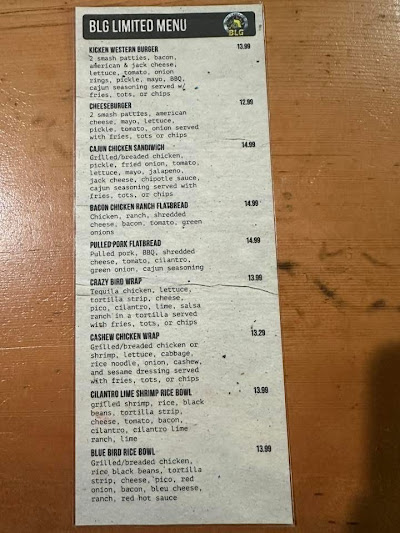 BLG LIMITED MENU
BLG
KICKEN WESTERN BURGER 13.99
2 smash patties, bacon,
american & jack cheese,
lettuce, tomato, onion
rings, pickle, mayo, BBQ,
cajun seasoning served w/
fries, tots, or chips
CHEESEBURGER 12.99
2 smash patties, american
cheese, mayo, lettuce,
pickle, tomato, onion served
with fries, tots or chips
CAJUN CHICKEN SANDIWICH 14.99
Grilled/breaded chicken,
pickle, fried onion, tomato,
lettuce, mayo, jalapeno,
jack cheese, chipotle sauce,
cajun seasoning served with
fries, tots, or chips
BACON CHICKEN RANCH FLATBREAD 14.99
Chicken, ranch, shredded
cheese, bacon, tomato, green
onions
PULLED PORK FLATBREAD 14.99
Pulled pork, BBQ, shredded
cheese, tomato, cilantro,
green onion, cajun seasoning
CRAZY BIRD WRAP 13.99
Tequila chicken, lettuce,
tortilla strip, cheese,
pico, cilantro, lime, salsa
ranch in a tortilla served
with fries, tots, or chips
CASHEW CHICKEN WRAP 13.29
Grilled/breaded chicken or
shrimp, lettuce, cabbage,
rice noodle, onion, cashew,
and sesame dressing served
with fries, tots, or chips
CILANTRO LIME SHRIMP RICE BOWL 13.99
grilled shrimp, rice, black
beans, tortilla strip,
cheese, tomato, bacon,
cilantro, cilantro lime
ranch, lime
BLUE BIRD RICE BOWL 13.99
Grilled/breaded chicken,
rice black beans, tortilla
strip, cheese, pico, red
onion, bacon, bleu cheese,
ranch, red hot sauce